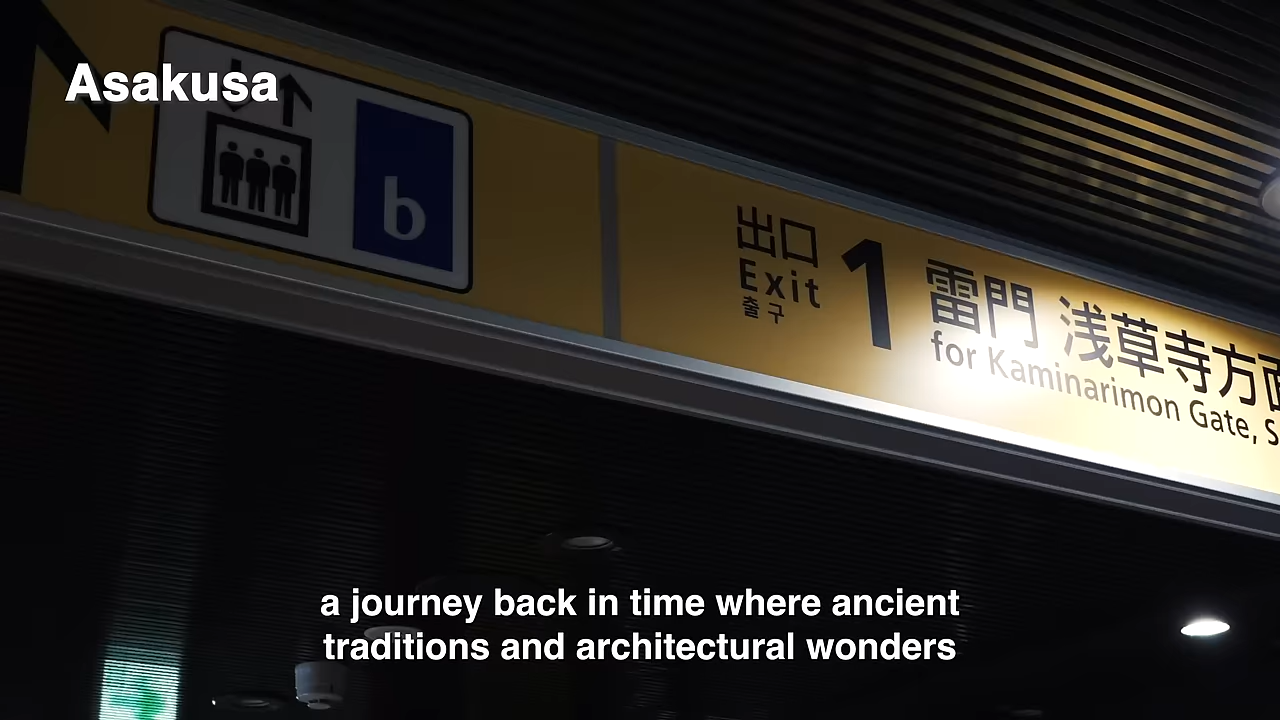 Asakusa
b
出口
Exit
출구
1
雷門 浅草寺方面
for Kaminarimon Gate, S
a journey back in time where ancient
traditions and architectural wonders